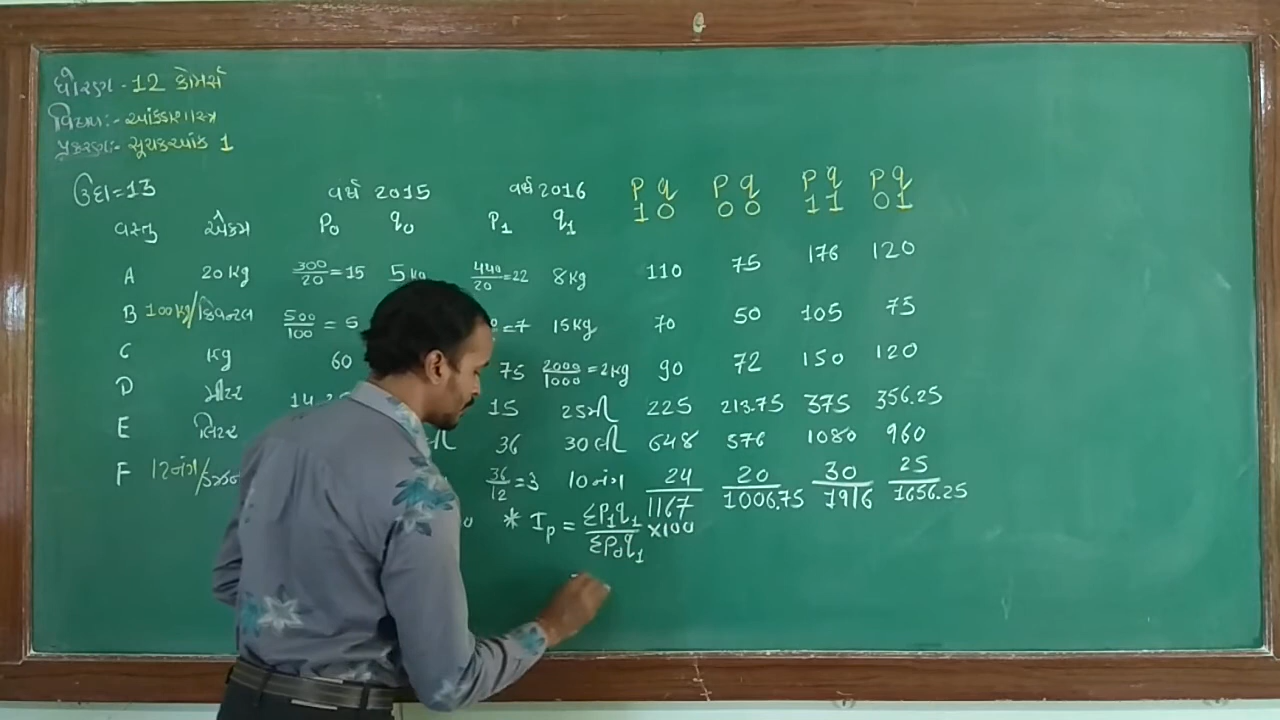 ધોરણ - 12 કોમર્સ
વિષય:- આંકડાશાસ્ત્ર
પ્રકરણ:- સૂચકઆંક 1
ઉદા=13 વર્ષ 2015 વર્ષ 2016 P1q0 P0q0 P1q1 P0q1
વસ્તુ એકમ P0 q0 P1 q1
A 20 kg 300/20 = 15 5 kg 440/20 = 22 8 kg 110 75 176 120
B 100 kg/ક્વિન્ટલ 500/100 = 5 = 7 15 kg 70 50 105 75
C kg 60 75 2000/1000 = 2 kg 90 72 150 120
D મીટર 15 25 મી 225 213.75 375 356.25
E લિટર લી 36 30 લી 648 576 1080 960
F 12 નંગ/ડઝન 36/12 = 3 10 નંગ 24 20 30 25
1167 1006.75 1916 1656.25
* Ip = ΣP1q1/ΣP0q1 ×100